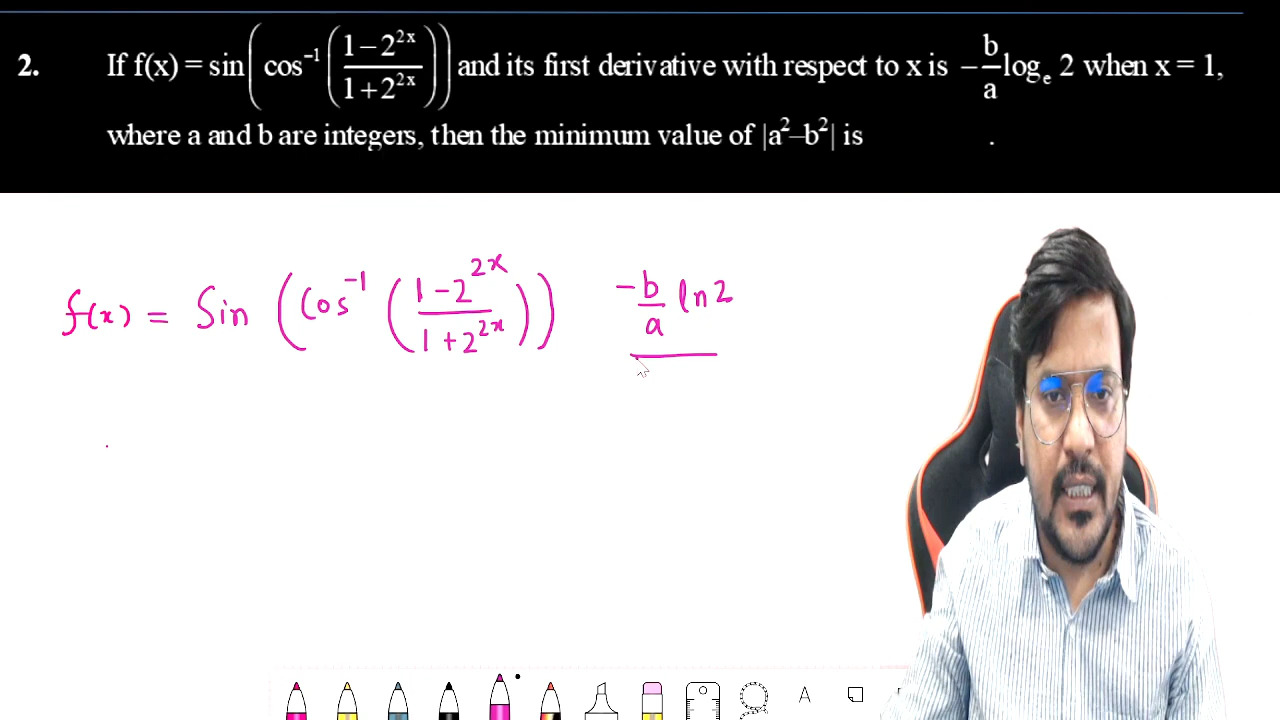 2. If f(x) = sin(cos⁻¹((1−2²ˣ)/(1+2²ˣ))) and its first derivative with respect to x is −(b/a)logₑ 2 when x = 1,
where a and b are integers, then the minimum value of |a²–b²| is .
f(x) = Sin (Cos⁻¹((1−2²ˣ)/(1+2²ˣ))) −(b/a) ln2
A